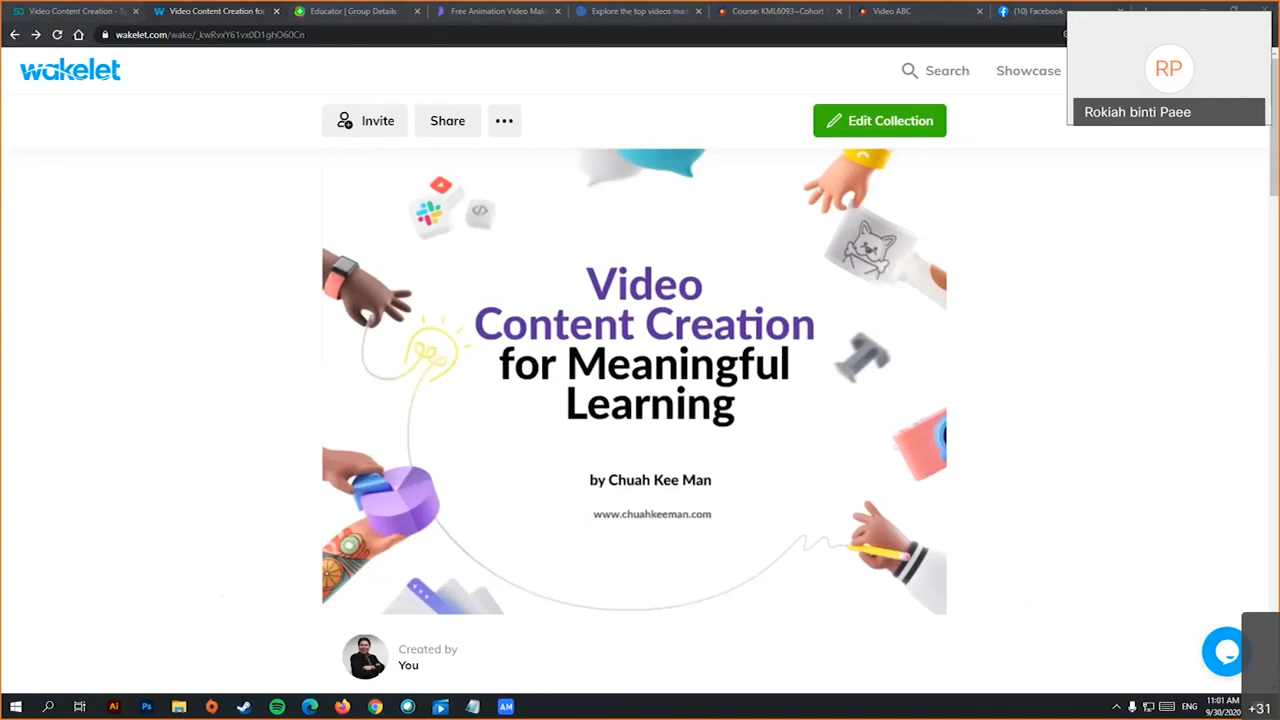 Video Content Creation - S
Video Content Creation for
Educator | Group Details
Free Animation Video Mak
Explore the top videos mad
Course: KML6093~Cohort
Video ABC
(10) Facebook
wakelet.com/wake/_kwRvxY61vx0D1ghO60Cn
wakelet
Search
Showcase
RP
Rokiah binti Paee
Invite
Share
Edit Collection
Video
Content Creation
for Meaningful
Learning
by Chuah Kee Man
www.chuahkeeman.com
Created by
You
Ai
Ps
AM
ENG
11:01 AM
9/30/2020
+31